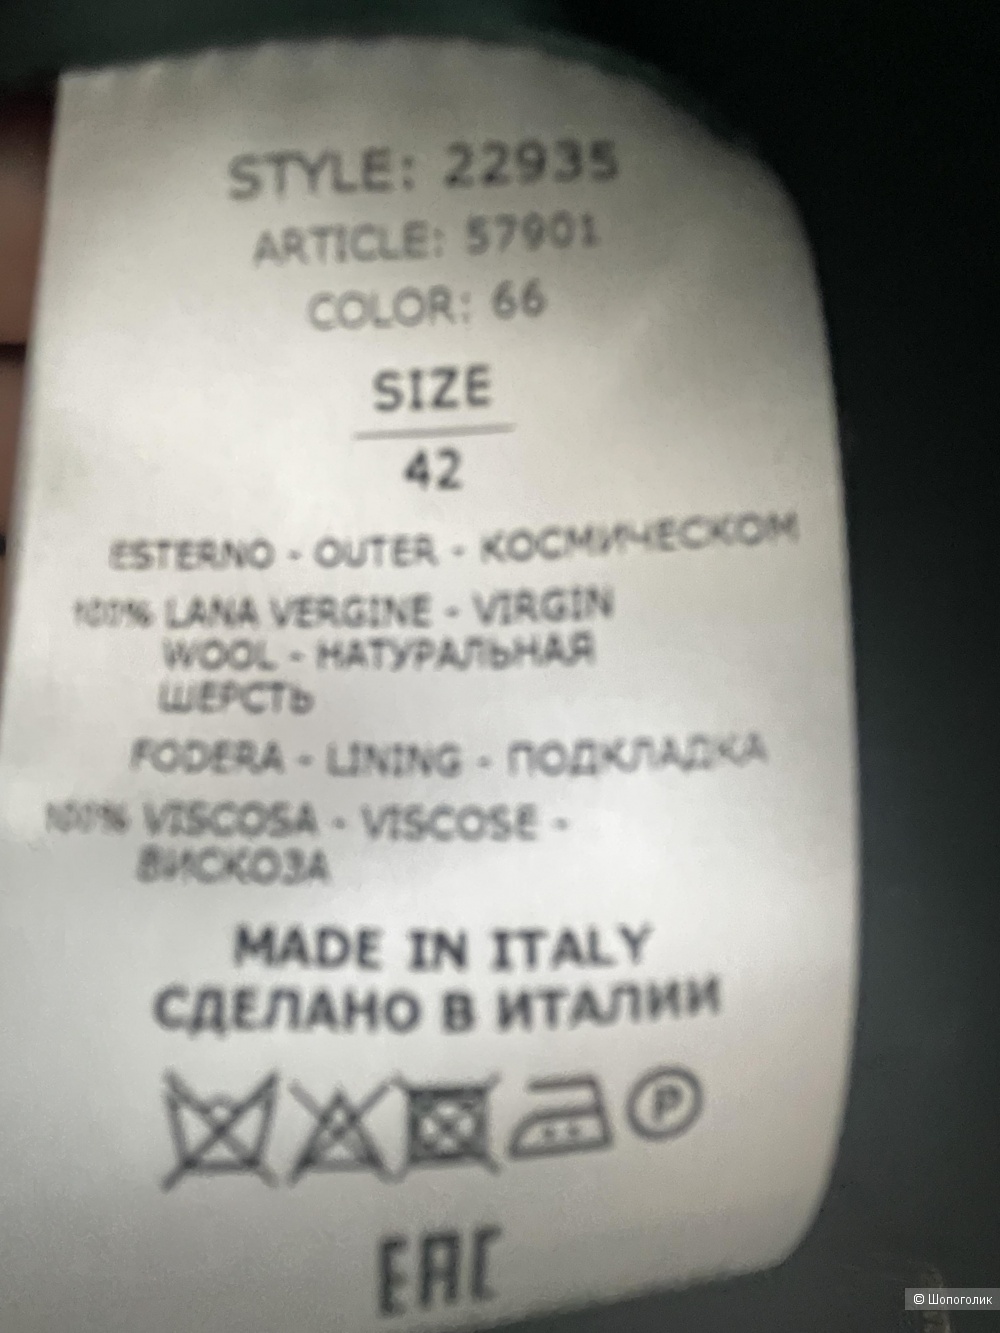 STYLE: 22935
ARTICLE: 57901
COLOR: 66
SIZE
42
ESTERNO - OUTER - КОСМИЧЕСКОМ
100% LANA VERGINE - VIRGIN
WOOL - НАТУРАЛЬНАЯ
ШЕРСТЬ
FODERA - LINING - ПОДКЛАДКА
100% VISCOSA - VISCOSE -
ВИСКОЗА
MADE IN ITALY
СДЕЛАНО В ИТАЛИИ
P
EAC
© Шопоголик